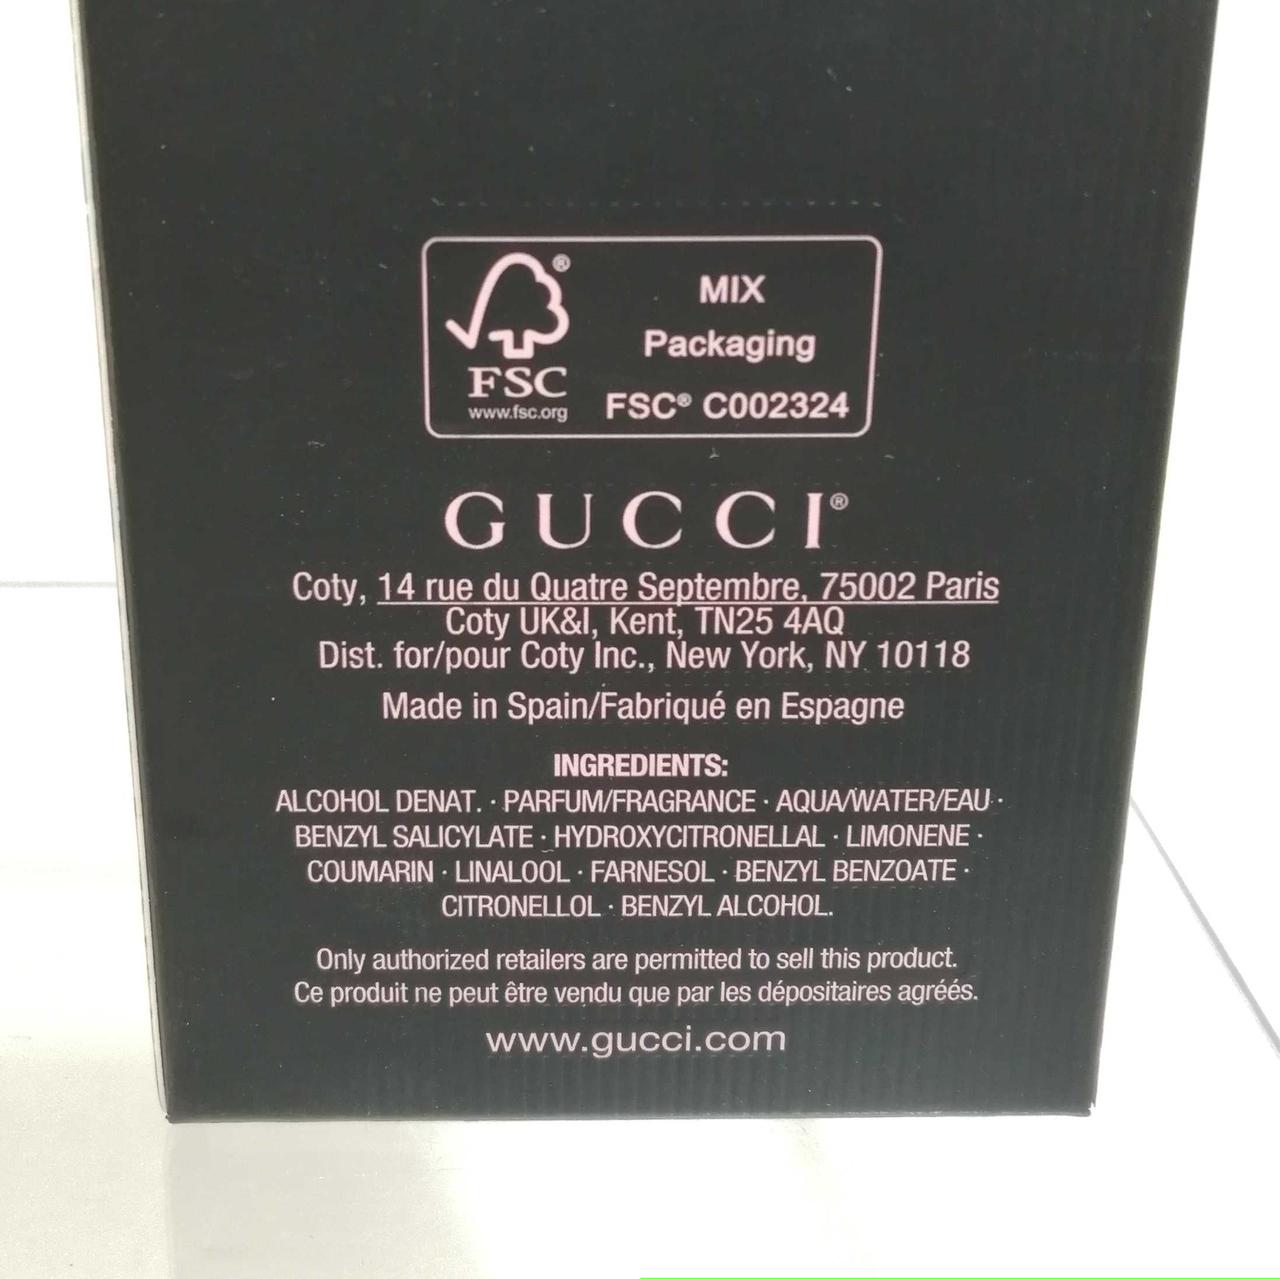 FSC®
www.fsc.org
MIX
Packaging
FSC® C002324
GUCCI®
Coty, 14 rue du Quatre Septembre, 75002 Paris
Coty UK&I, Kent, TN25 4AQ
Dist. for/pour Coty Inc., New York, NY 10118
Made in Spain/Fabriqué en Espagne
INGREDIENTS:
ALCOHOL DENAT. · PARFUM/FRAGRANCE · AQUA/WATER/EAU ·
BENZYL SALICYLATE · HYDROXYCITRONELLAL · LIMONENE ·
COUMARIN · LINALOOL · FARNESOL · BENZYL BENZOATE ·
CITRONELLOL · BENZYL ALCOHOL.
Only authorized retailers are permitted to sell this product.
Ce produit ne peut être vendu que par les dépositaires agréés.
www.gucci.com